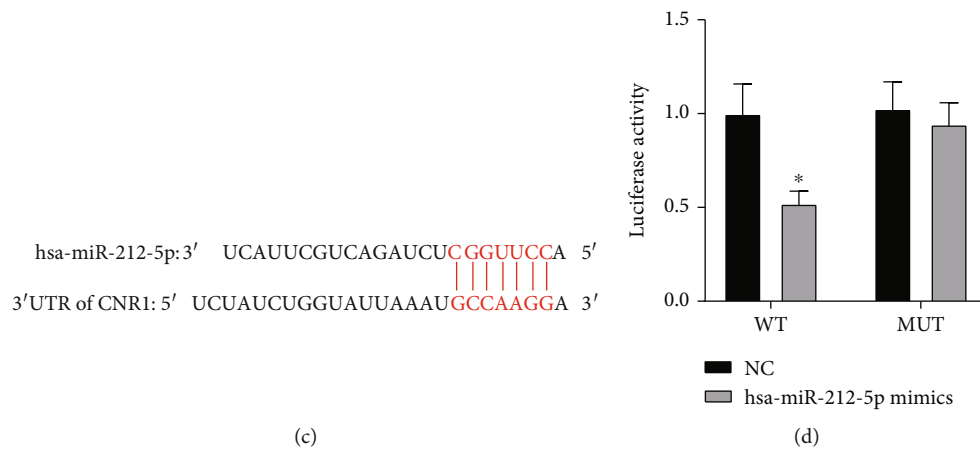 hsa-miR-212-5p: 3′ UCAUUCGUCAGAUCUCGGUUCCA 5′
3′UTR of CNR1: 5′ UCUAUCUGGUAUUAAAUGCCAAGGA 3′
(c)
Luciferase activity
1.5
1.0
0.5
0.0
*
WT MUT
NC
hsa-miR-212-5p mimics
(d)